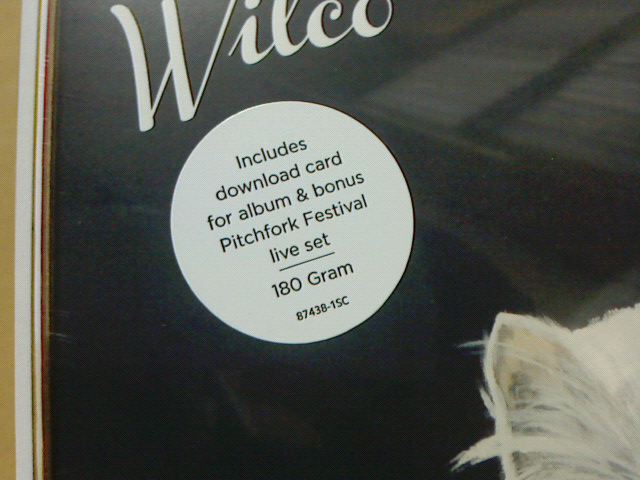 Wilco
Includes
download card
for album & bonus
Pitchfork Festival
live set
180 Gram
87438-1SC